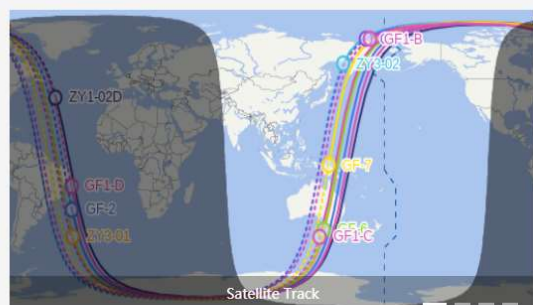 GF1-B
ZY3-02
ZY1-02D
GF-7
GF1-D
GF-2
ZY3-01
GF1-C
Satellite Track